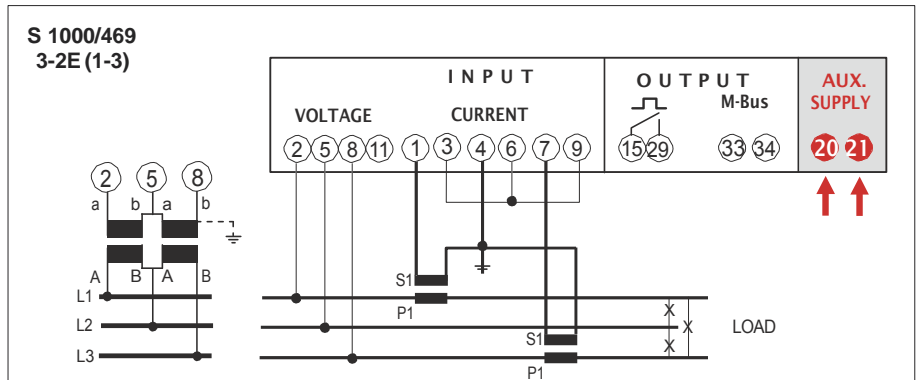 S 1000/469
3-2E (1-3)
INPUT
OUTPUT
AUX.
SUPPLY
M-Bus
VOLTAGE
CURRENT
2 5 8 11 1 3 4 6 7 9 15 29 33 34 20 21
2 5 8
a b a b
A B A B
S1
L1
P1
L2
S1
L3
P1
X
X
X
LOAD